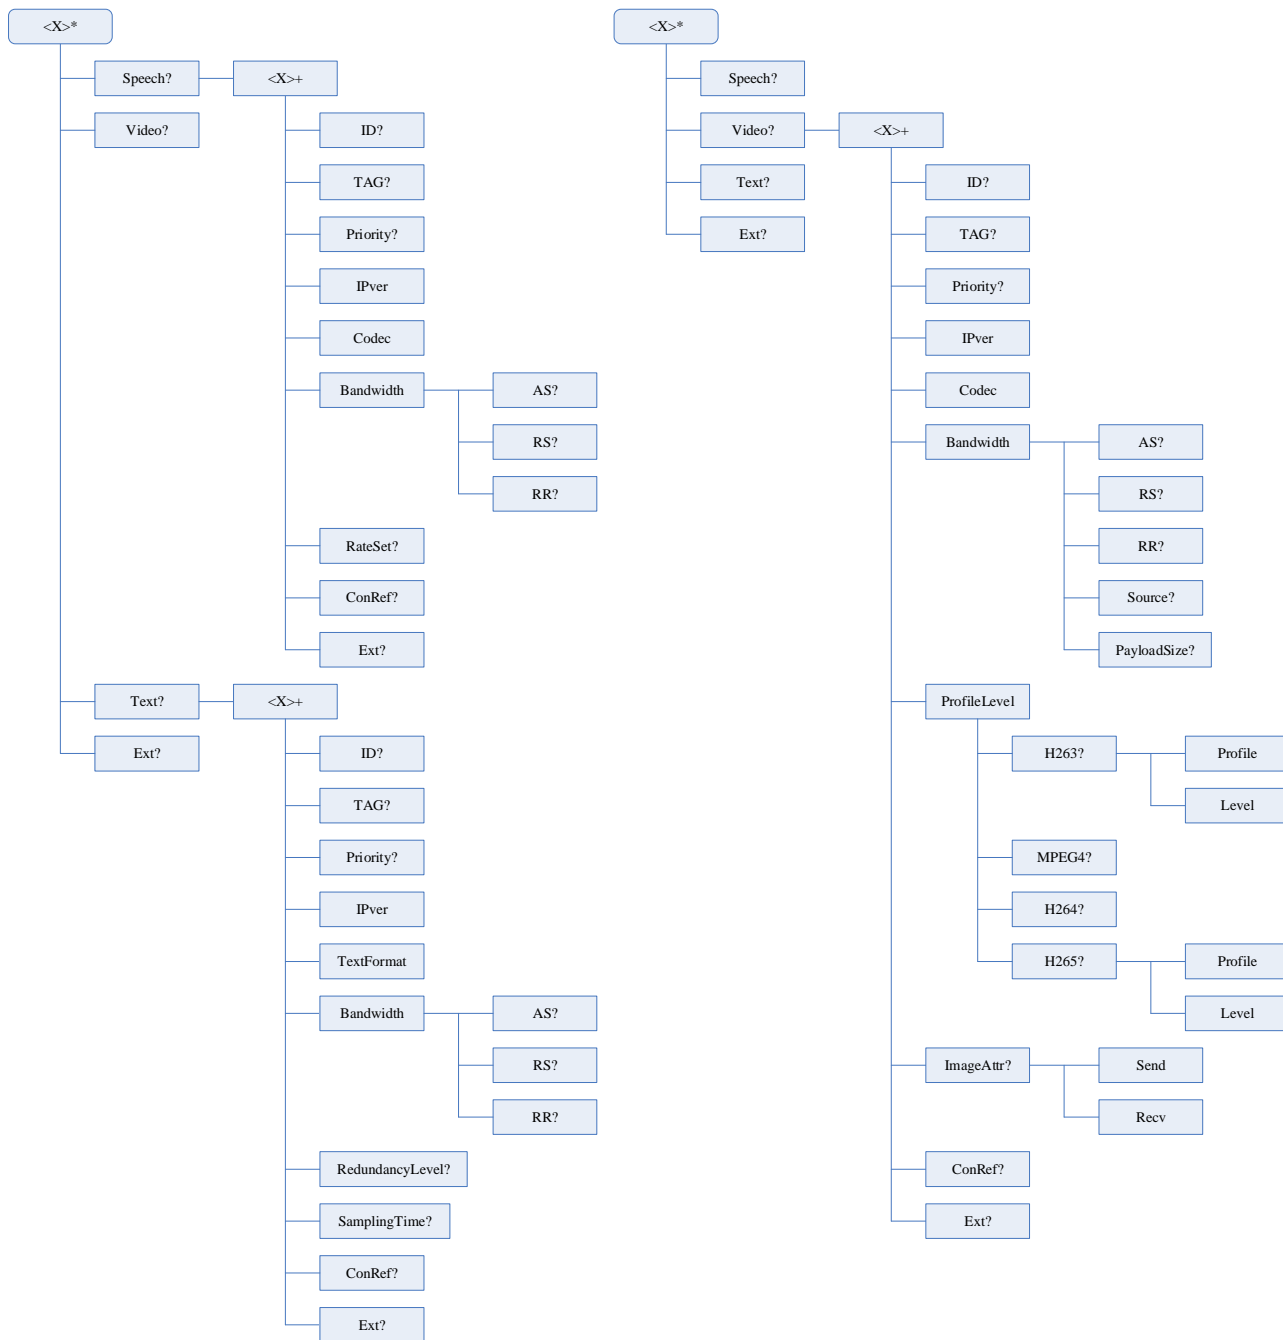 <X>*
Speech?
<X>+
Video?
ID?
TAG?
Priority?
IPver
Codec
Bandwidth
AS?
RS?
RR?
RateSet?
ConRef?
Ext?
Text?
<X>+
Ext?
ID?
TAG?
Priority?
IPver
TextFormat
Bandwidth
AS?
RS?
RR?
RedundancyLevel?
SamplingTime?
ConRef?
Ext?
<X>*
Speech?
Video?
<X>+
Text?
ID?
Ext?
TAG?
Priority?
IPver
Codec
Bandwidth
AS?
RS?
RR?
Source?
PayloadSize?
ProfileLevel
H263?
Profile
Level
MPEG4?
H264?
H265?
Profile
Level
ImageAttr?
Send
Recv
ConRef?
Ext?